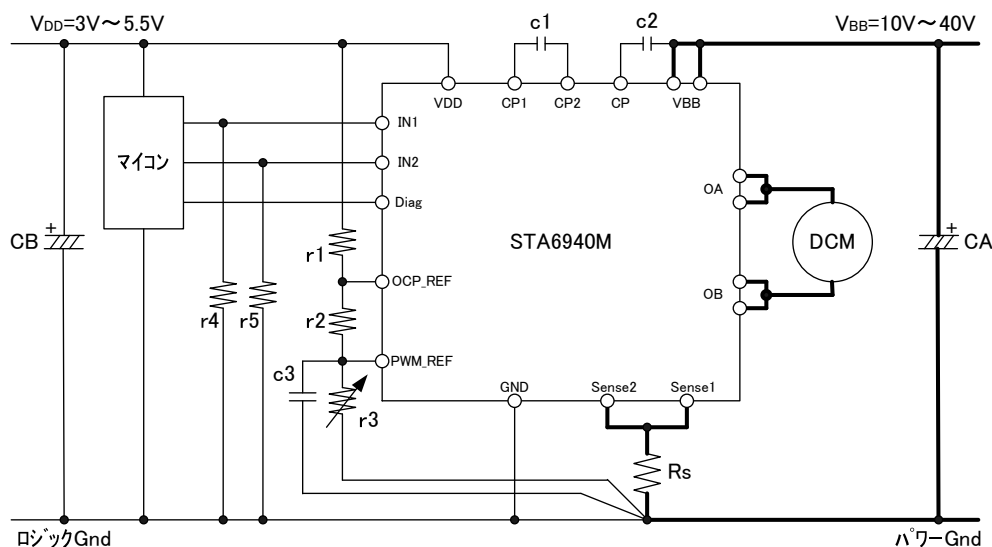 VDD=3V～5.5V
c1
c2
VBB=10V～40V
VDD
CP1
CP2
CP
VBB
マイコン
IN1
IN2
Diag
OA
STA6940M
DCM
CB
+
+
CA
r1
OCP_REF
OB
r4
r5
r2
PWM_REF
c3
r3
GND
Sense2
Sense1
Rs
ロジックGnd
パワーGnd